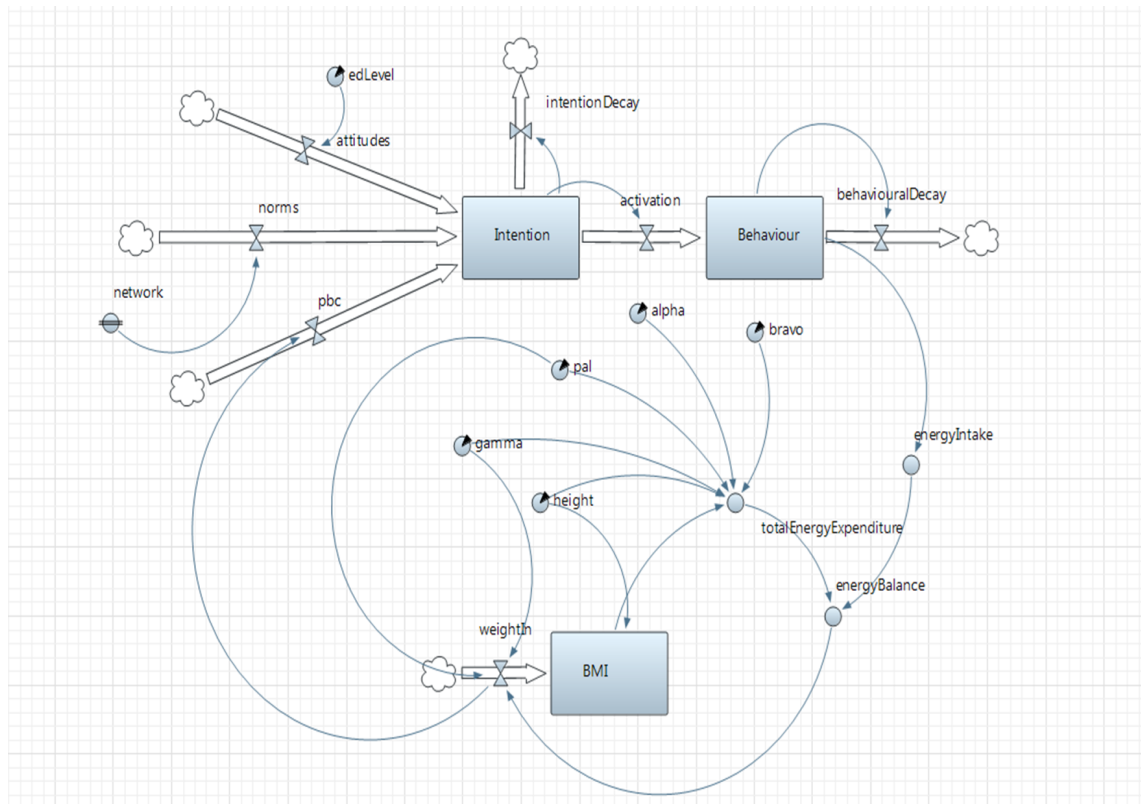 edLevel
intentionDecay
attitudes
behaviouralDecay
activation
norms
Intention
Behaviour
network
pbc
alpha
bravo
pal
energyIntake
gamma
height
totalEnergyExpenditure
energyBalance
weightIn
BMI